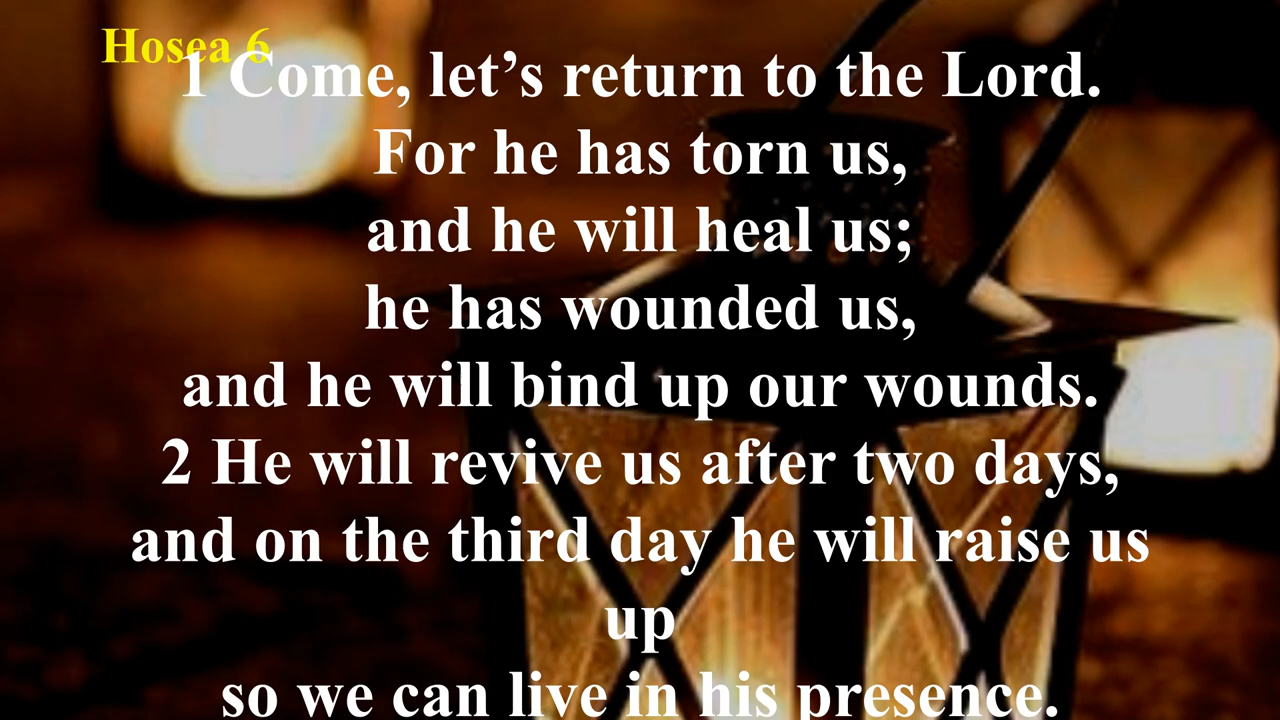 Hosea 6
1 Come, let’s return to the Lord.
For he has torn us,
and he will heal us;
he has wounded us,
and he will bind up our wounds.
2 He will revive us after two days,
and on the third day he will raise us
up
so we can live in his presence.